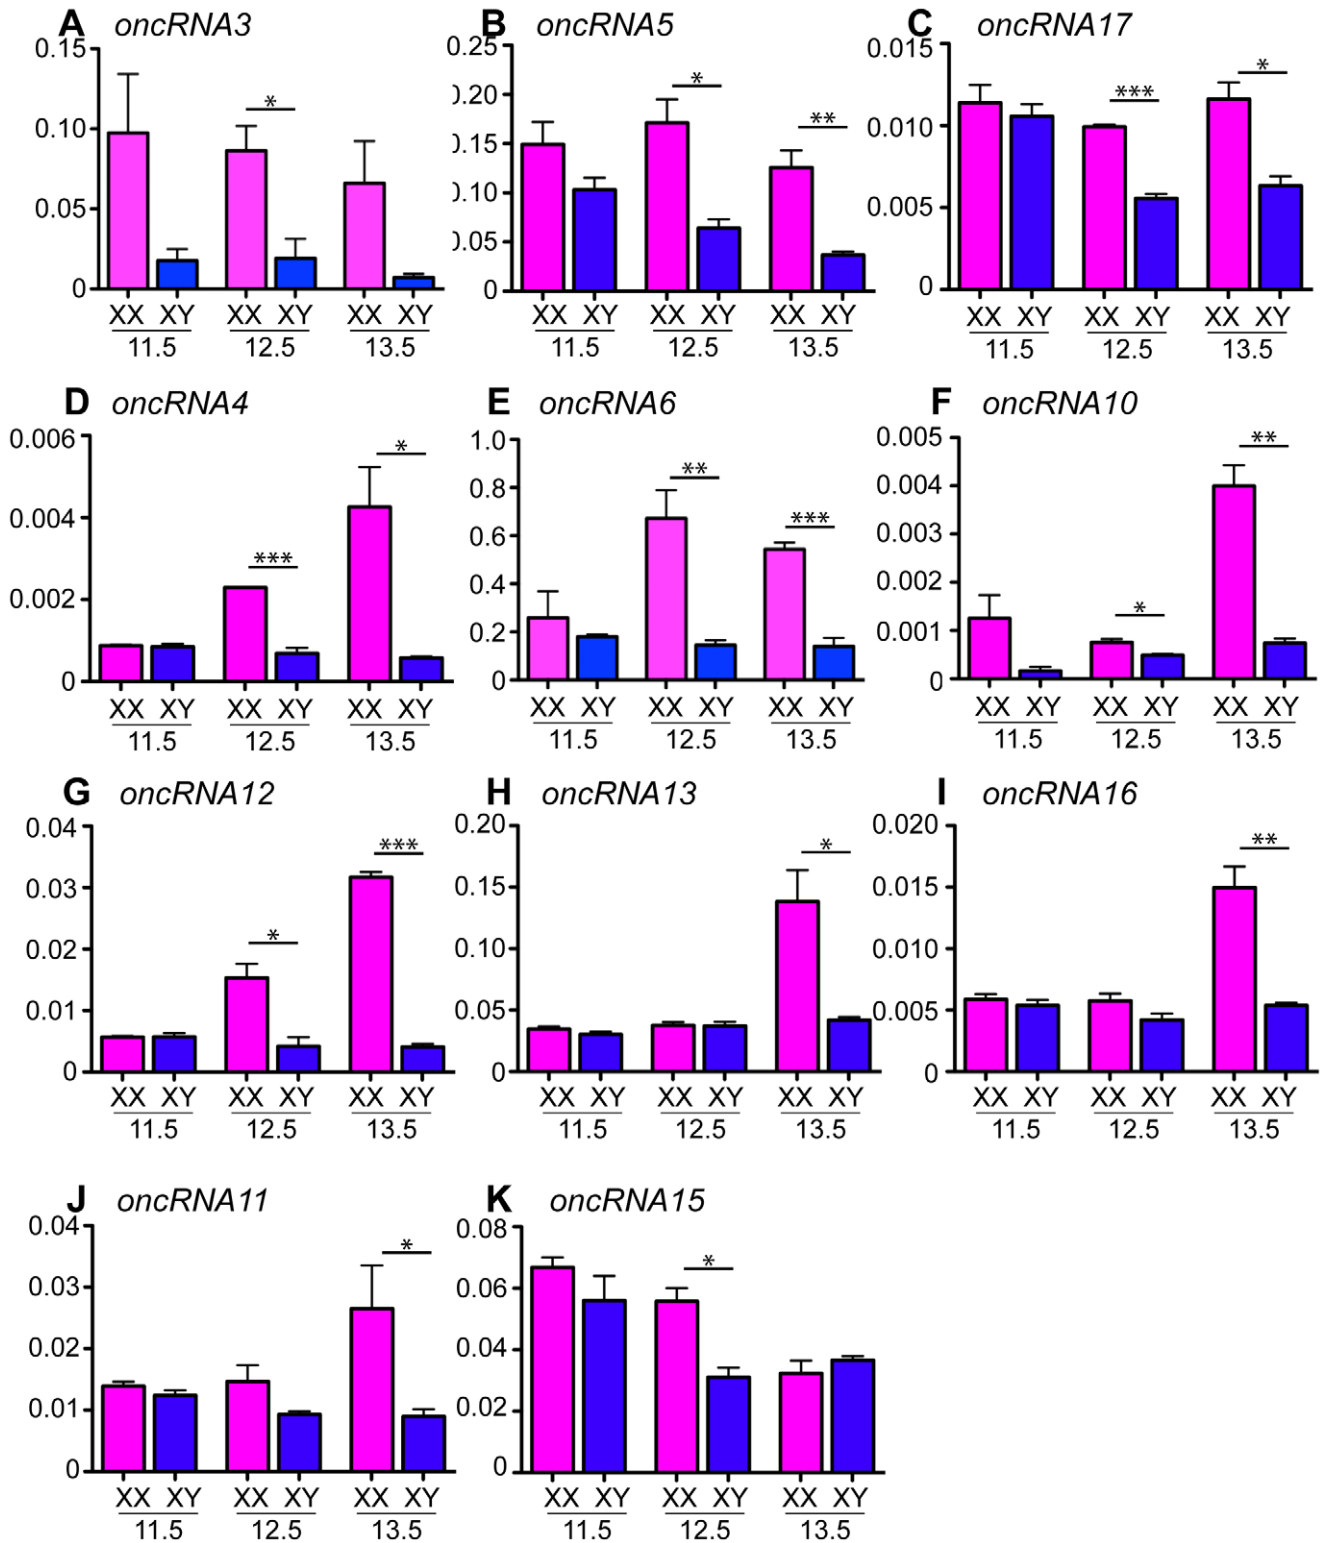 A oncRNA3
0.15
0.10
0.05
0
*
XX XY XX XY XX XY
11.5 12.5 13.5
B oncRNA5
0.25
0.20
0.15
0.10
0.05
0
*
**
XX XY XX XY XX XY
11.5 12.5 13.5
C oncRNA17
0.015
0.010
0.005
0
***
*
XX XY XX XY XX XY
11.5 12.5 13.5
D oncRNA4
0.006
0.004
0.002
0
***
*
XX XY XX XY XX XY
11.5 12.5 13.5
E oncRNA6
1.0
0.8
0.6
0.4
0.2
0
**
***
XX XY XX XY XX XY
11.5 12.5 13.5
F oncRNA10
0.005
0.004
0.003
0.002
0.001
0
*
**
XX XY XX XY XX XY
11.5 12.5 13.5
G oncRNA12
0.04
0.03
0.02
0.01
0
*
***
XX XY XX XY XX XY
11.5 12.5 13.5
H oncRNA13
0.20
0.15
0.10
0.05
0
*
XX XY XX XY XX XY
11.5 12.5 13.5
I oncRNA16
0.020
0.015
0.010
0.005
0
**
XX XY XX XY XX XY
11.5 12.5 13.5
J oncRNA11
0.04
0.03
0.02
0.01
0
*
XX XY XX XY XX XY
11.5 12.5 13.5
K oncRNA15
0.08
0.06
0.04
0.02
0
*
XX XY XX XY XX XY
11.5 12.5 13.5